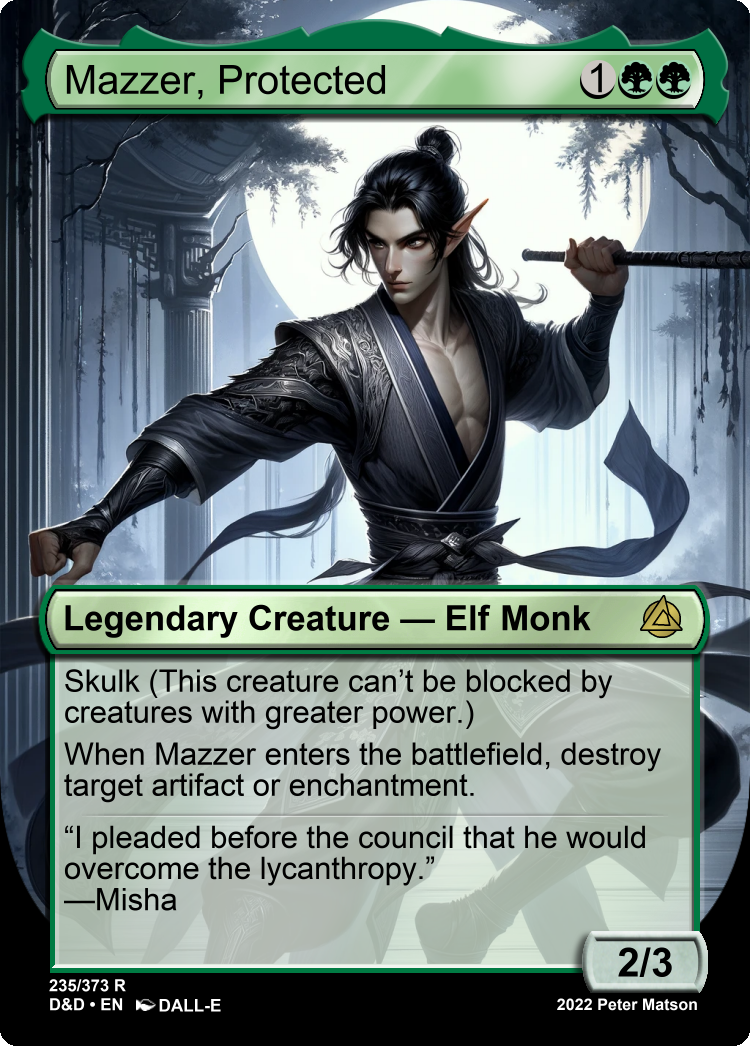 Mazzer, Protected
1
Legendary Creature — Elf Monk
Skulk (This creature can't be blocked by
creatures with greater power.)
When Mazzer enters the battlefield, destroy
target artifact or enchantment.
“I pleaded before the council that he would
overcome the lycanthropy.”
—Misha
2/3
235/373 R
D&D • EN DALL-E
2022 Peter Matson